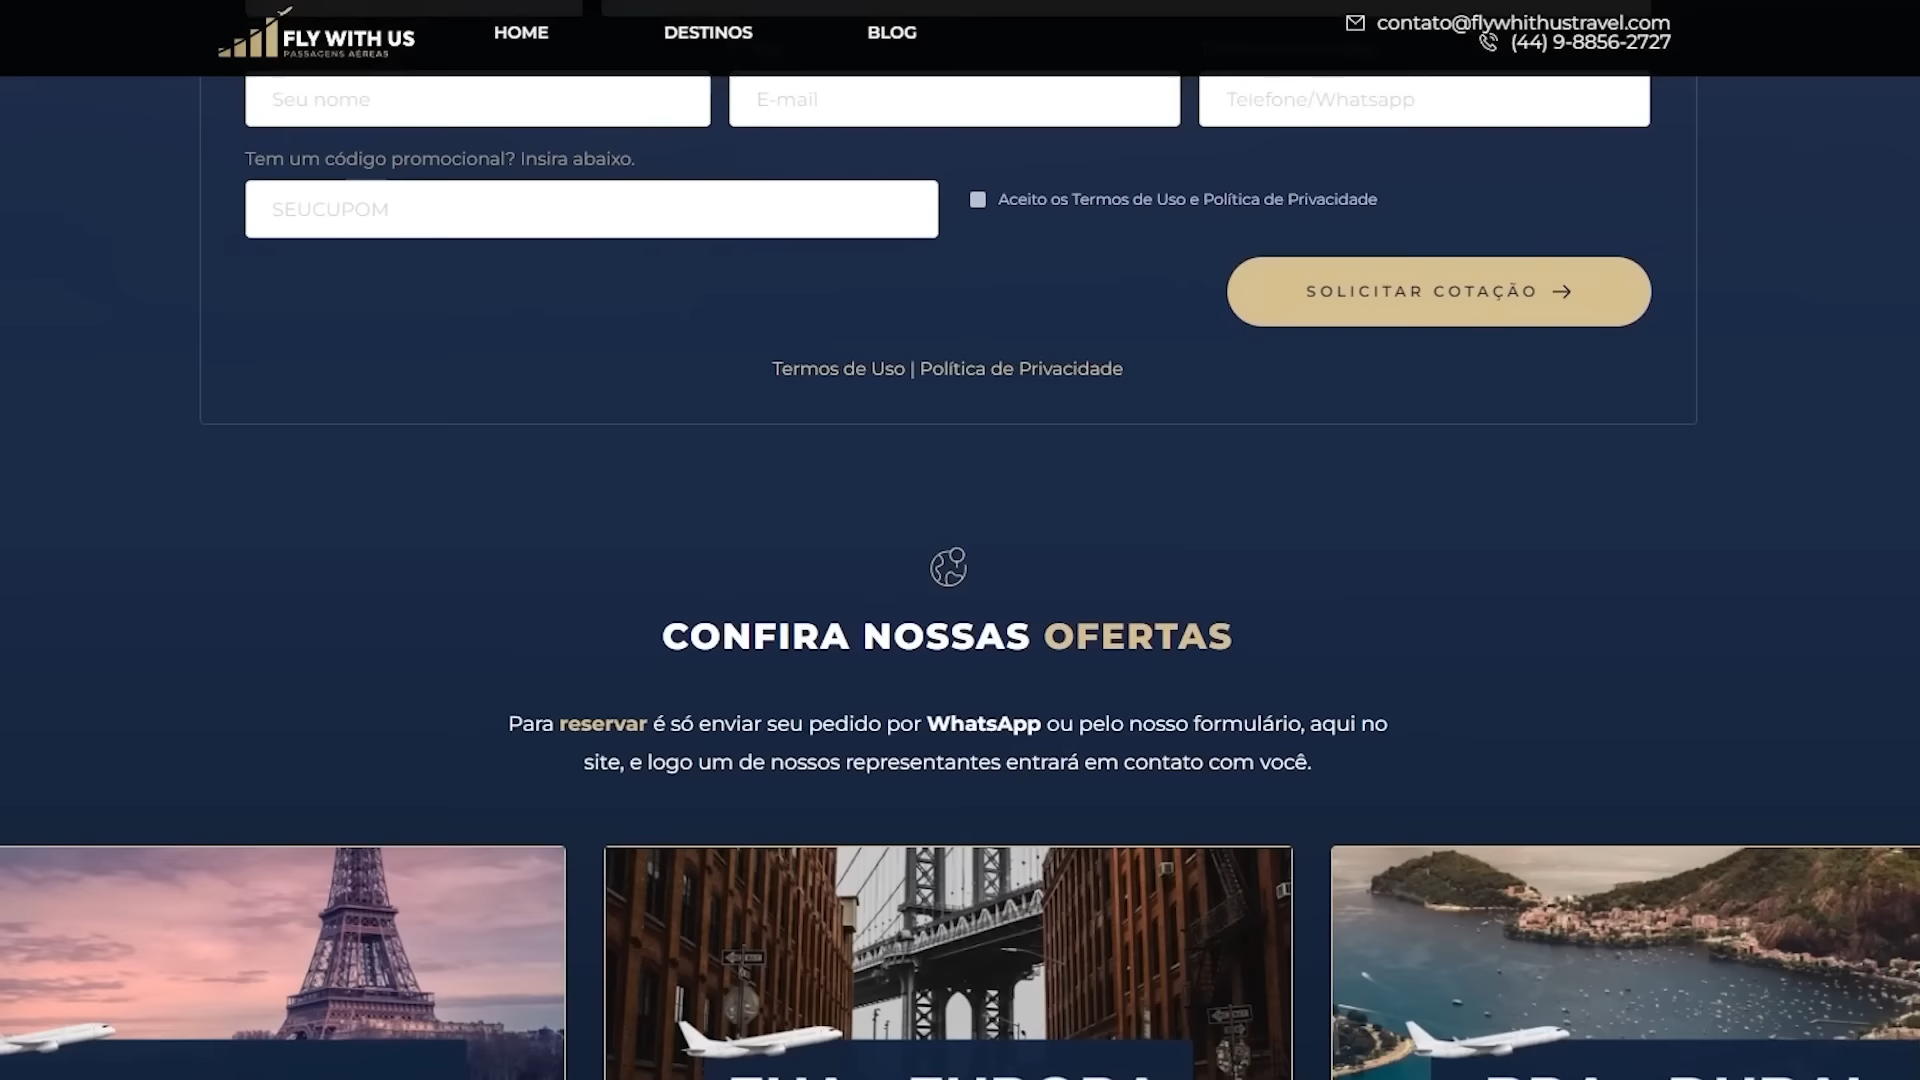 FLY WITH US
PASSAGENS AÉREAS
HOME
DESTINOS
BLOG
contato@flywhithustravel.com
(44) 9-8856-2727
Seu nome
E-mail
Telefone/Whatsapp
Tem um código promocional? Insira abaixo.
SEUCUPOM
Aceito os Termos de Uso e Política de Privacidade
SOLICITAR COTAÇÃO
Termos de Uso | Política de Privacidade
CONFIRA NOSSAS OFERTAS
Para reservar é só enviar seu pedido por WhatsApp ou pelo nosso formulário, aqui no
site, e logo um de nossos representantes entrará em contato com você.